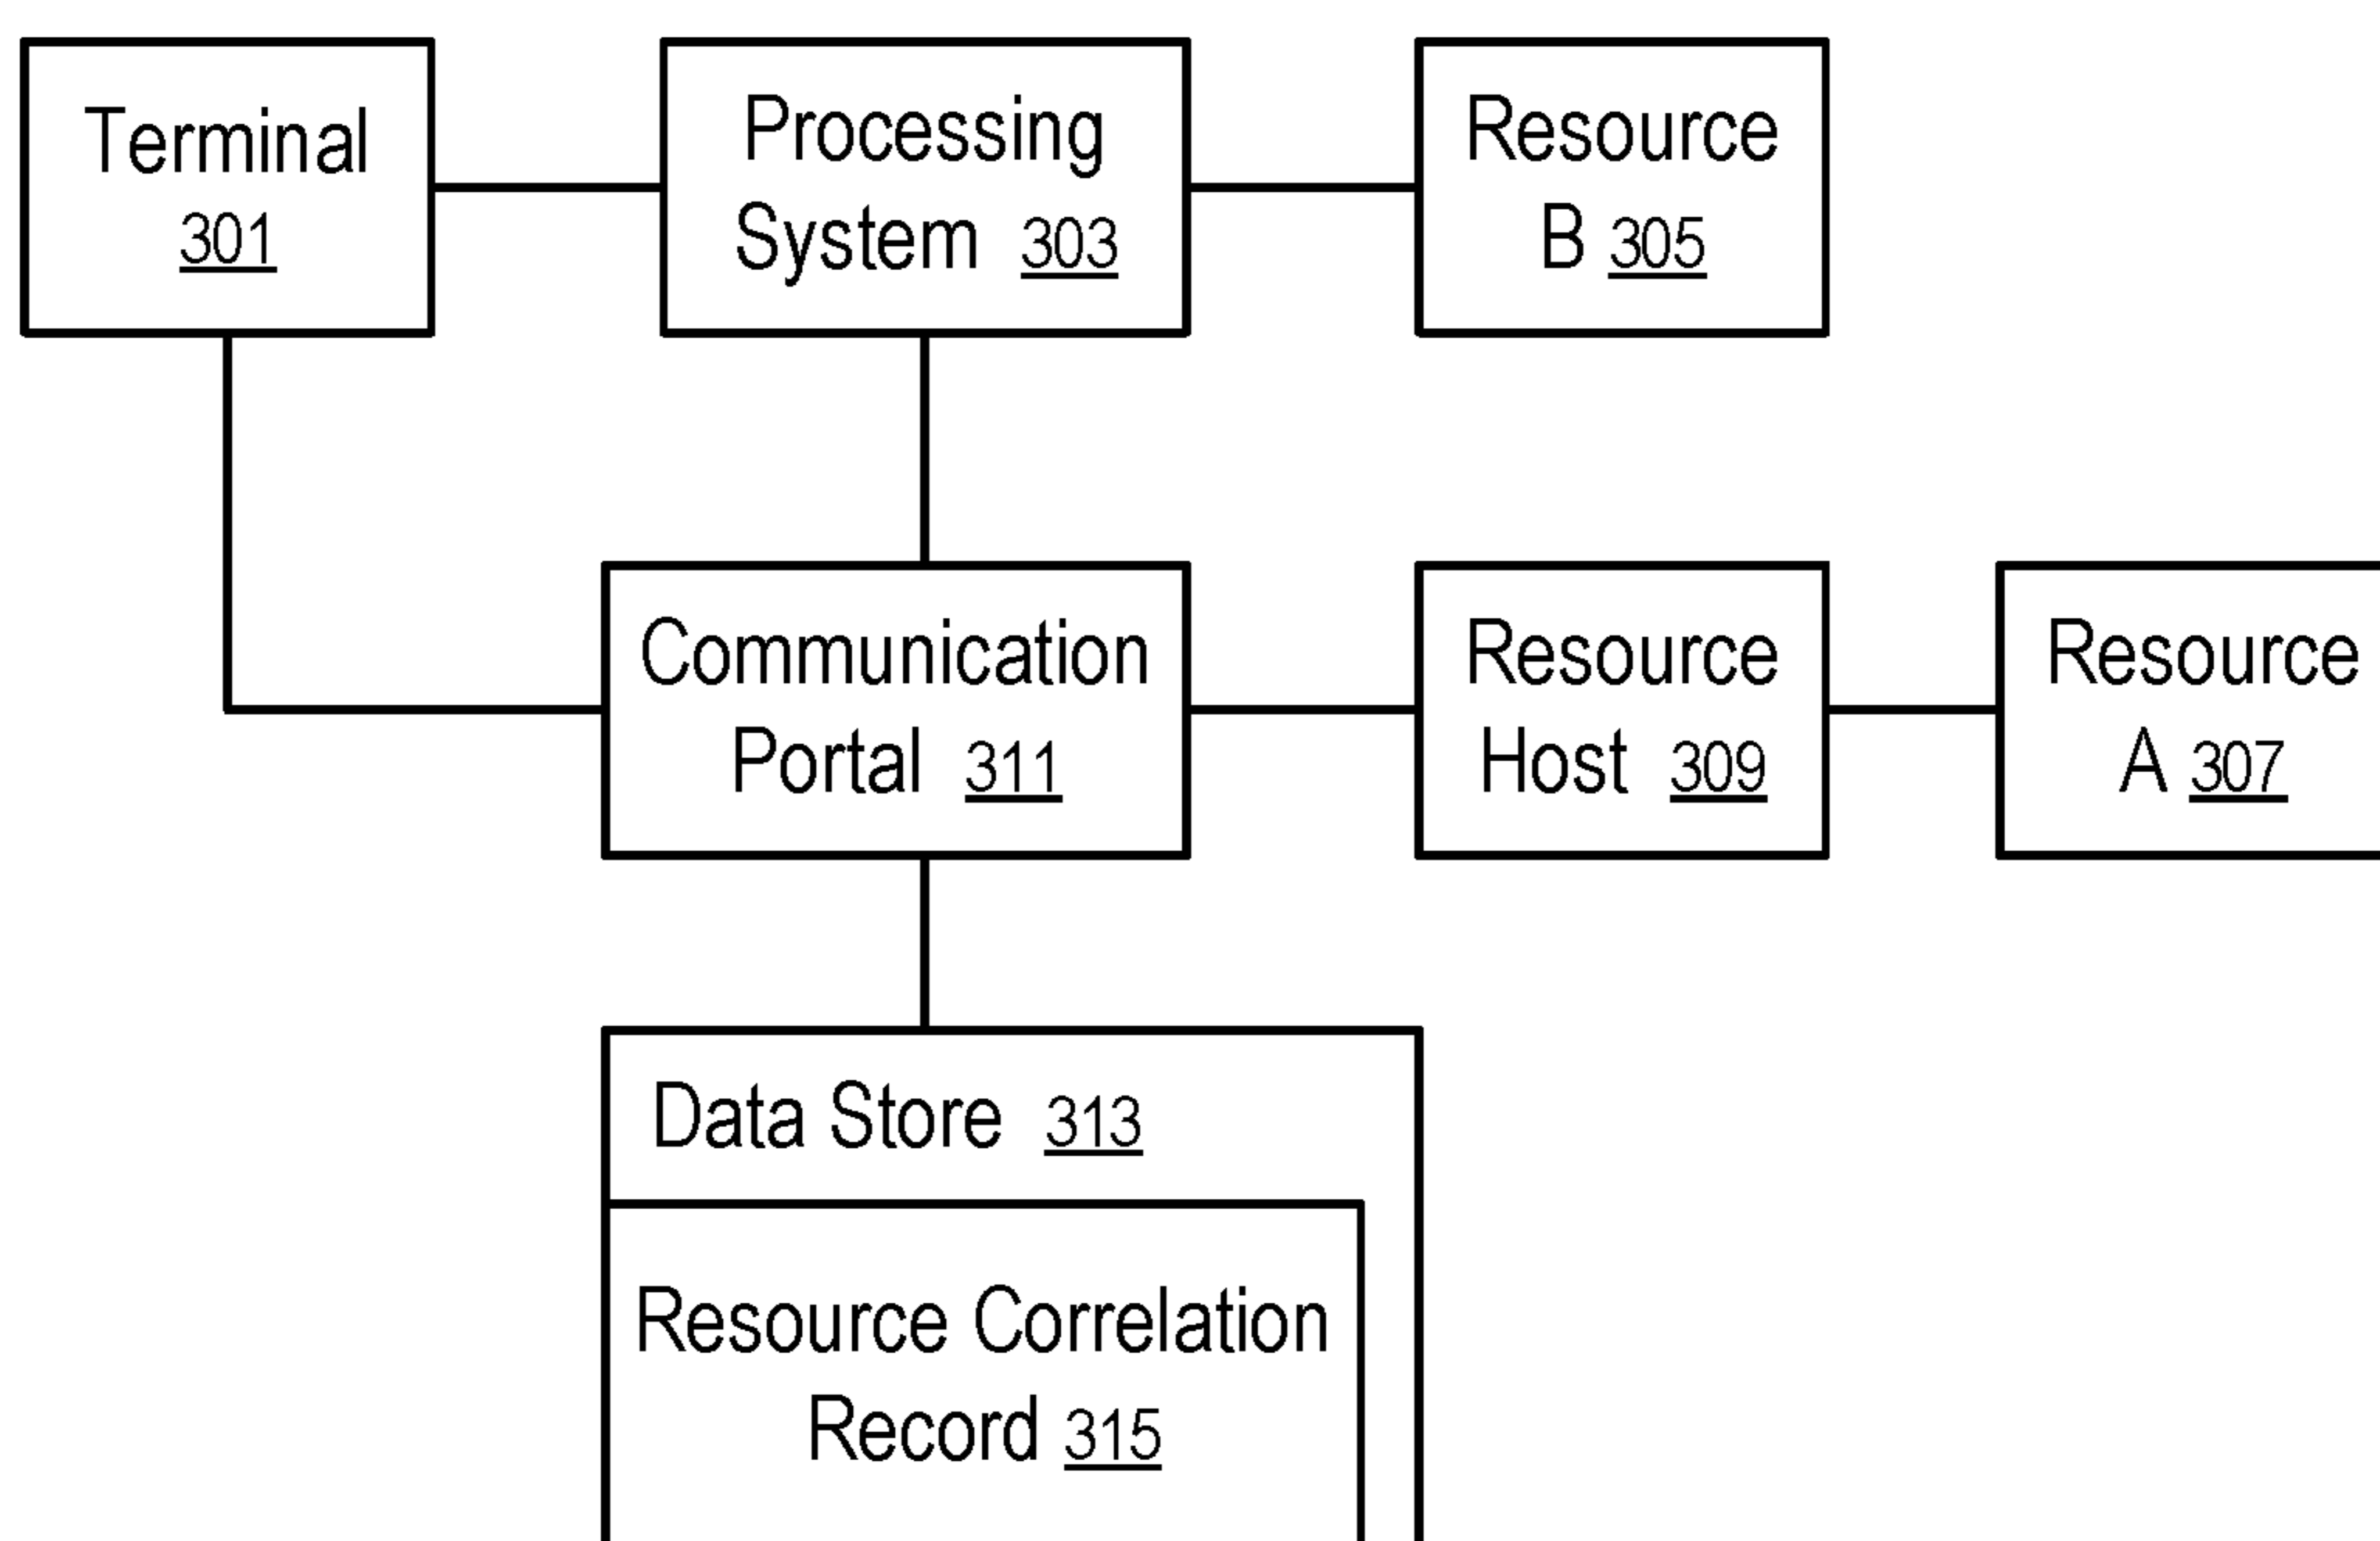 Terminal
301
Processing
System 303
Resource
B 305
Communication
Portal 311
Resource
Host 309
Resource
A 307
Data Store 313
Resource Correlation
Record 315